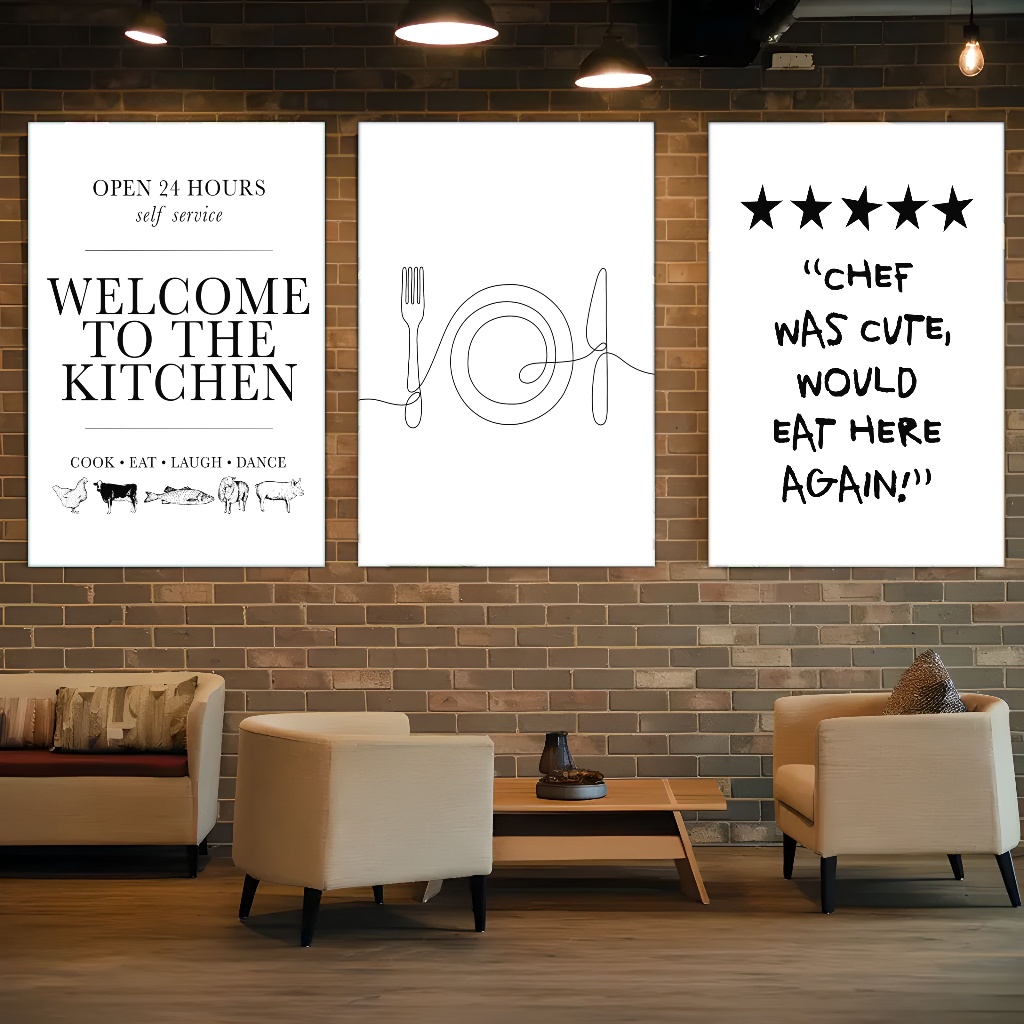 OPEN 24 HOURS
self service
WELCOME
TO THE
KITCHEN
COOK • EAT • LAUGH • DANCE
“CHEF
WAS CUTE,
WOULD
EAT HERE
AGAIN!”